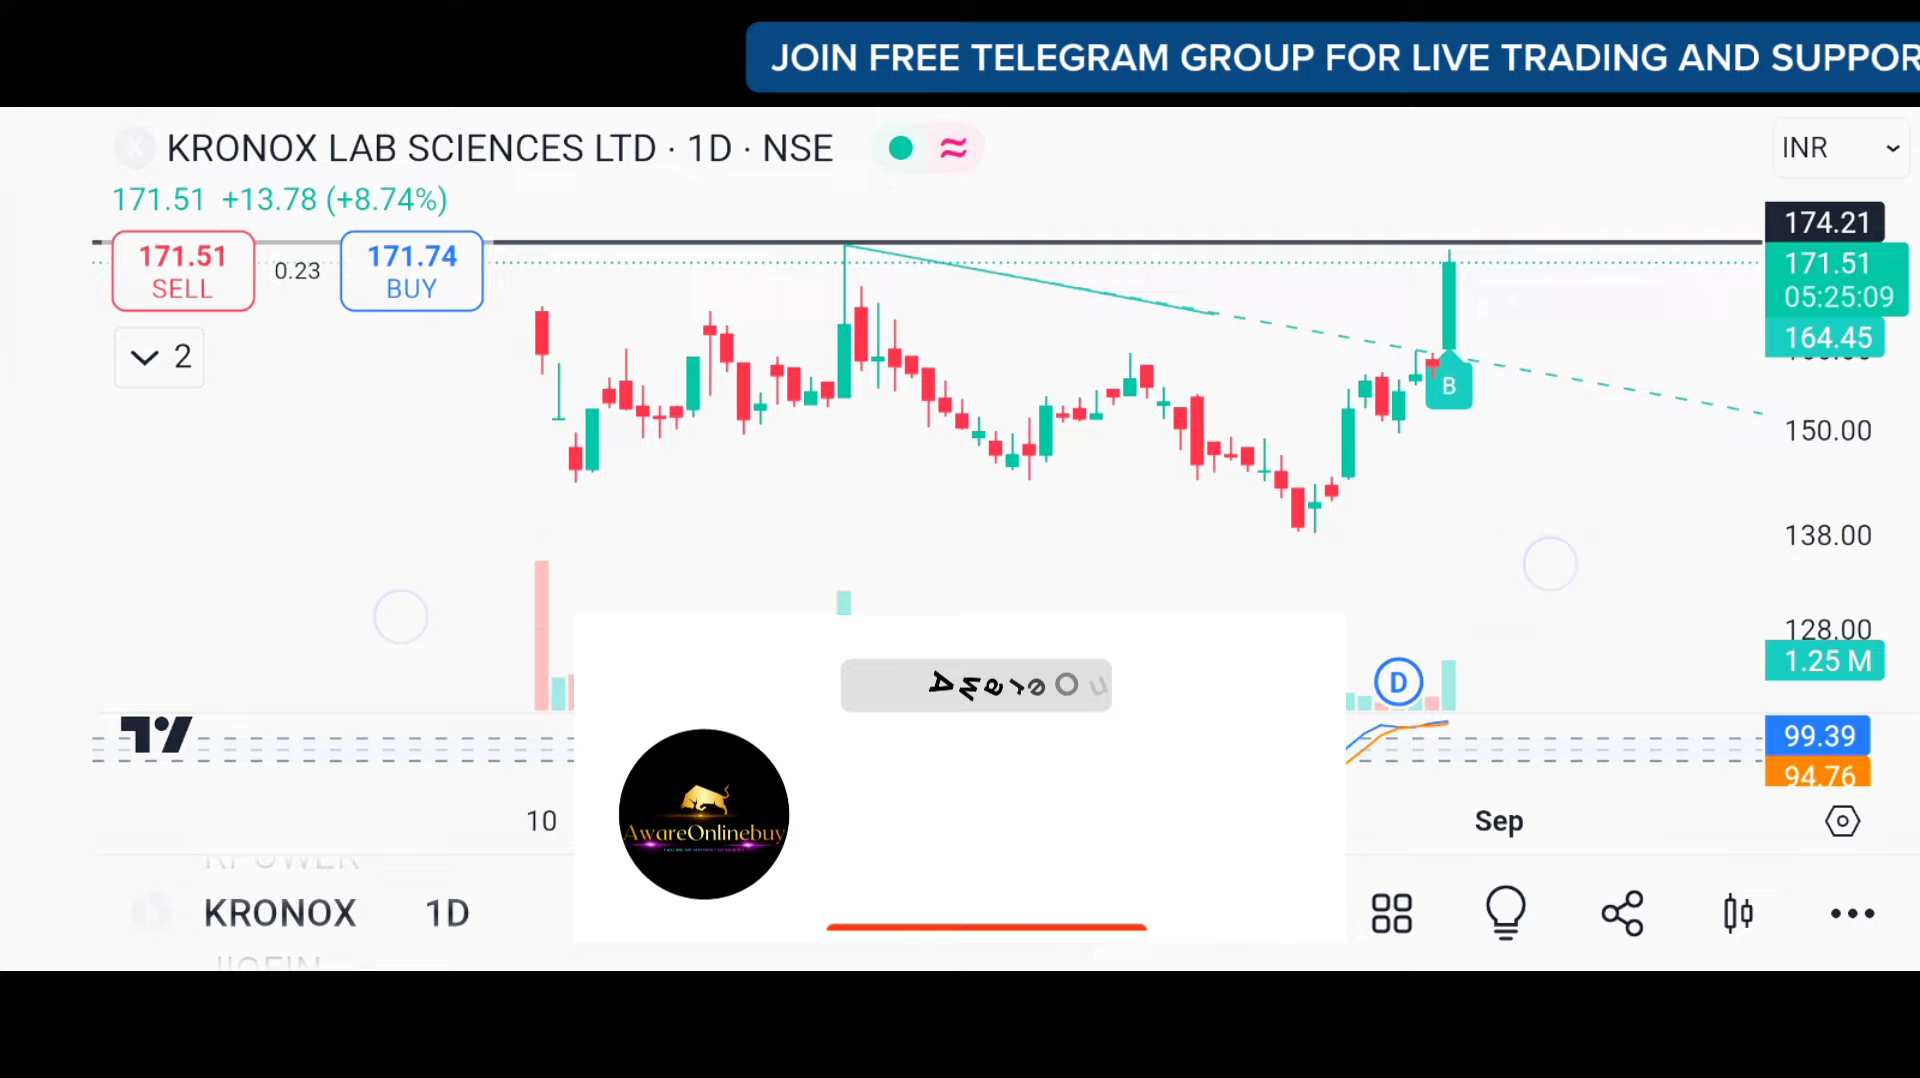 JOIN FREE TELEGRAM GROUP FOR LIVE TRADING AND SUPPOR
KRONOX LAB SCIENCES LTD · 1D · NSE
INR
171.51 +13.78 (+8.74%)
174.21
171.51
SELL
0.23
171.74
BUY
171.51
05:25:09
164.45
2
B
150.00
138.00
128.00
1.25 M
D
AwareOu
99.39
94.76
10
Sep
AwareOnlinebuy
RPOWER
KRONOX 1D
JIOFIN